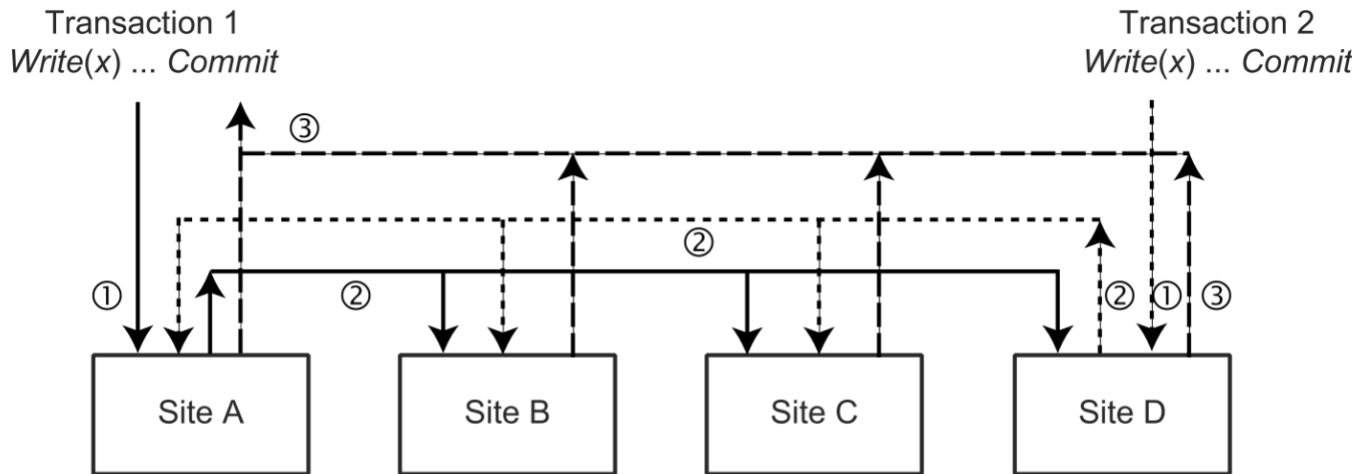 Transaction 1
Write(x) ... Commit
Transaction 2
Write(x) ... Commit
③
②
①
②
②
①
③
Site A
Site B
Site C
Site D